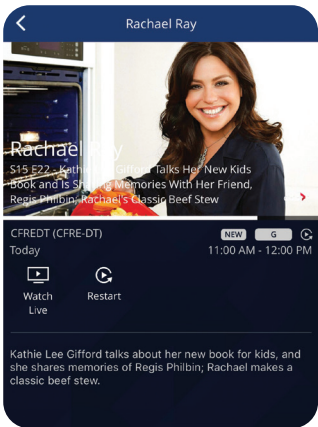 Rachael Ray
Rachael Ray
S15 E22 - Kathie Lee Gifford Talks Her New Kids
Book and Is Sharing Memories With Her Friend,
Regis Philbin; Rachael's Classic Beef Stew
CFREDT (CFRE-DT) NEW G
Today 11:00 AM - 12:00 PM
Watch Live Restart
Kathie Lee Gifford talks about her new book for kids, and
she shares memories of Regis Philbin; Rachael makes a
classic beef stew.